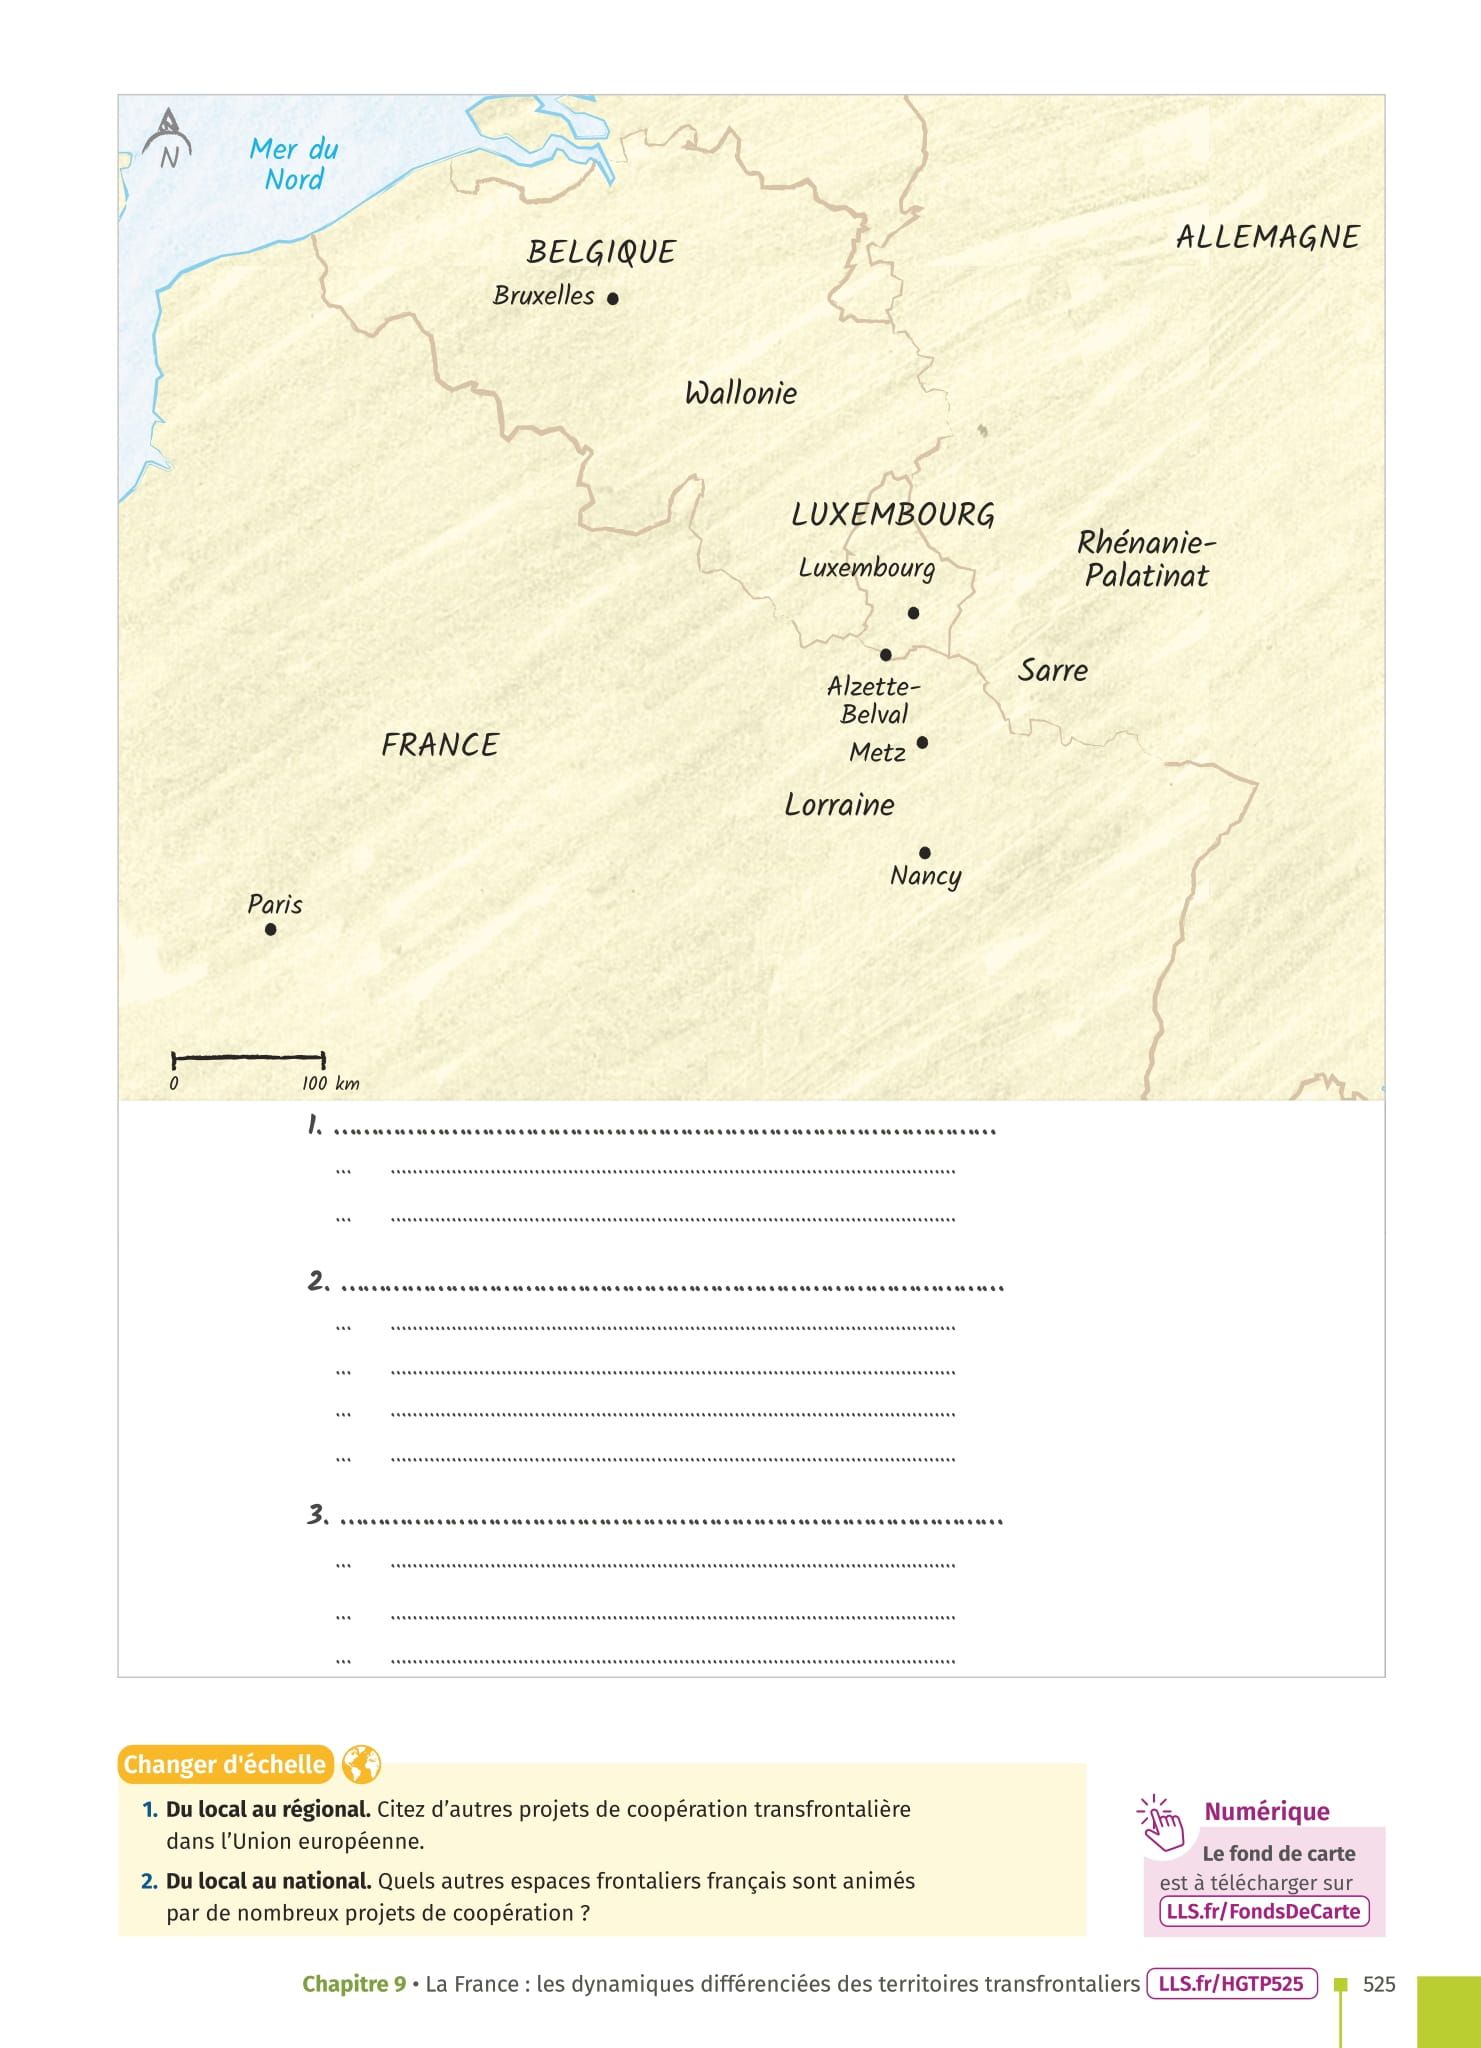 N
Mer du
Nord
ALLEMAGNE
BELGIQUE
Bruxelles
Wallonie
LUXEMBOURG
Rhénanie-
Palatinat
Luxembourg
Sarre
Alzette-
Belval
FRANCE
Metz
Lorraine
Nancy
Paris
0 100 km
1. ........................................................................
... ........................................................................
... ........................................................................
2. ........................................................................
... ........................................................................
... ........................................................................
... ........................................................................
... ........................................................................
3. ........................................................................
... ........................................................................
... ........................................................................
... ........................................................................
Changer d'échelle
1. Du local au régional. Citez d’autres projets de coopération transfrontalière
dans l’Union européenne.
2. Du local au national. Quels autres espaces frontaliers français sont animés
par de nombreux projets de coopération ?
Numérique
Le fond de carte
est à télécharger sur
LLS.fr/FondsDeCarte
Chapitre 9 • La France : les dynamiques différenciées des territoires transfrontaliers LLS.fr/HGTP525 525